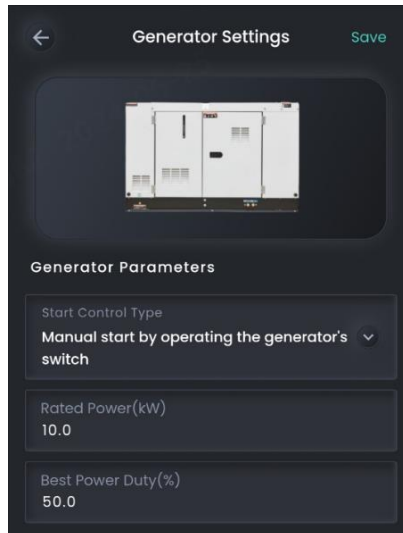 Generator Settings Save
Generator Parameters
Start Control Type
Manual start by operating the generator's
switch
Rated Power(kW)
10.0
Best Power Duty(%)
50.0